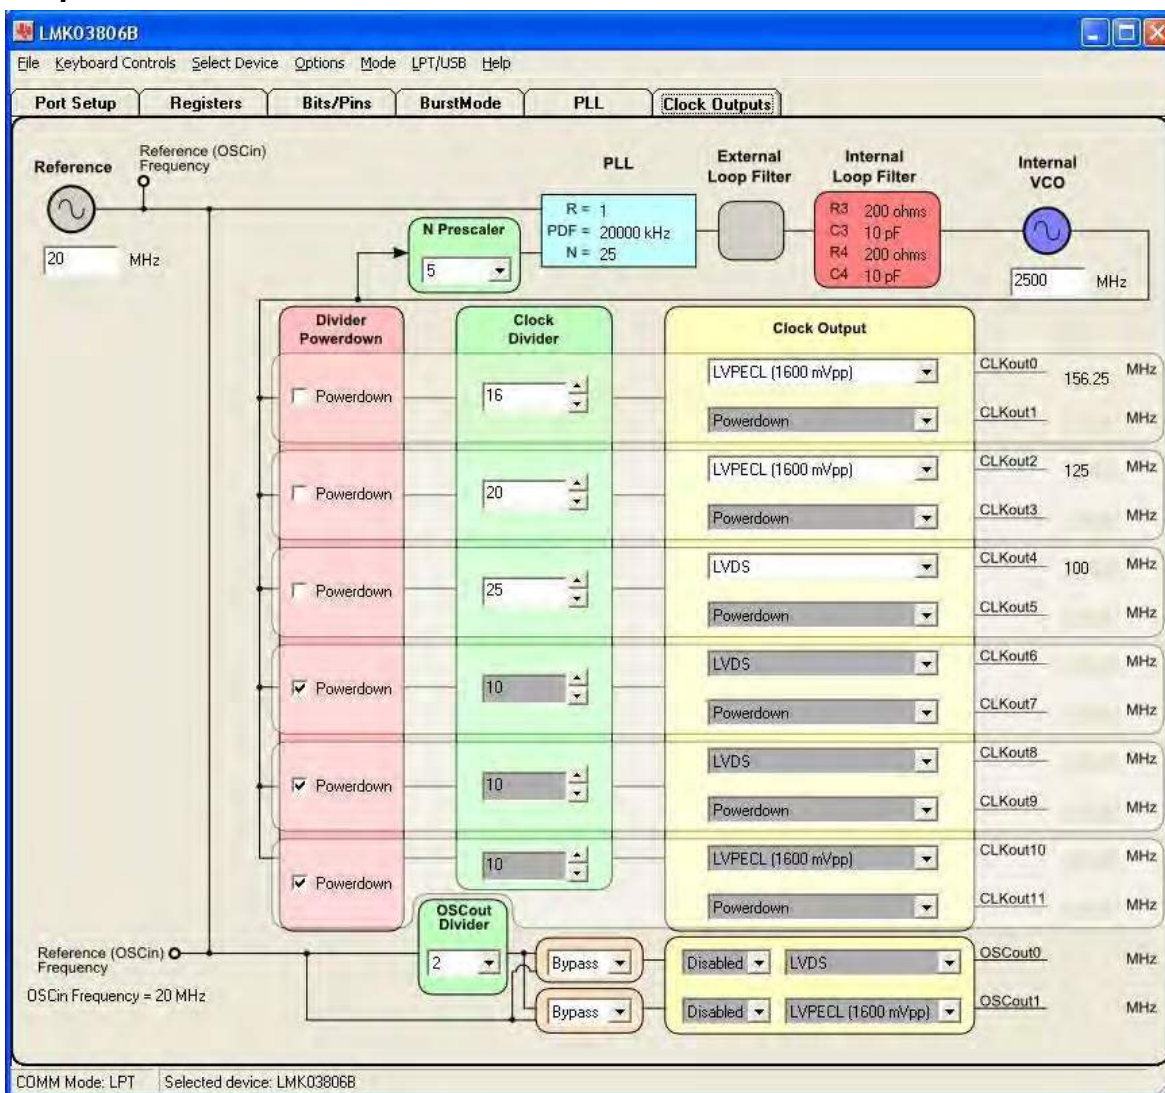 LMK03806B
File Keyboard Controls Select Device Options Mode LPT/USB Help
Port Setup Registers Bits/Pins BurstMode PLL Clock Outputs
Reference
Reference (OSCin)
Frequency
20 MHz
N Prescaler
5
PLL
R = 1
PDF = 20000 kHz
N = 25
External
Loop Filter
Internal
Loop Filter
R3 200 ohms
C3 10 pF
R4 200 ohms
C4 10 pF
Internal
VCO
2500 MHz
Divider
Powerdown
Clock
Divider
Clock Output
Powerdown 16 LVPECL (1600 mVpp) CLKout0 156.25 MHz
Powerdown CLKout1 MHz
Powerdown 20 LVPECL (1600 mVpp) CLKout2 125 MHz
Powerdown CLKout3 MHz
Powerdown 25 LVDS CLKout4 100 MHz
Powerdown CLKout5 MHz
Powerdown 10 LVDS CLKout6 MHz
Powerdown CLKout7 MHz
Powerdown 10 LVDS CLKout8 MHz
Powerdown CLKout9 MHz
Powerdown 10 LVPECL (1600 mVpp) CLKout10 MHz
Powerdown CLKout11 MHz
OSCout
Divider
2
Reference (OSCin)
Frequency
OSCin Frequency = 20 MHz
Bypass Disabled LVDS OSCout0 MHz
Bypass Disabled LVPECL (1600 mVpp) OSCout1 MHz
COMM Mode: LPT Selected device: LMK03806B